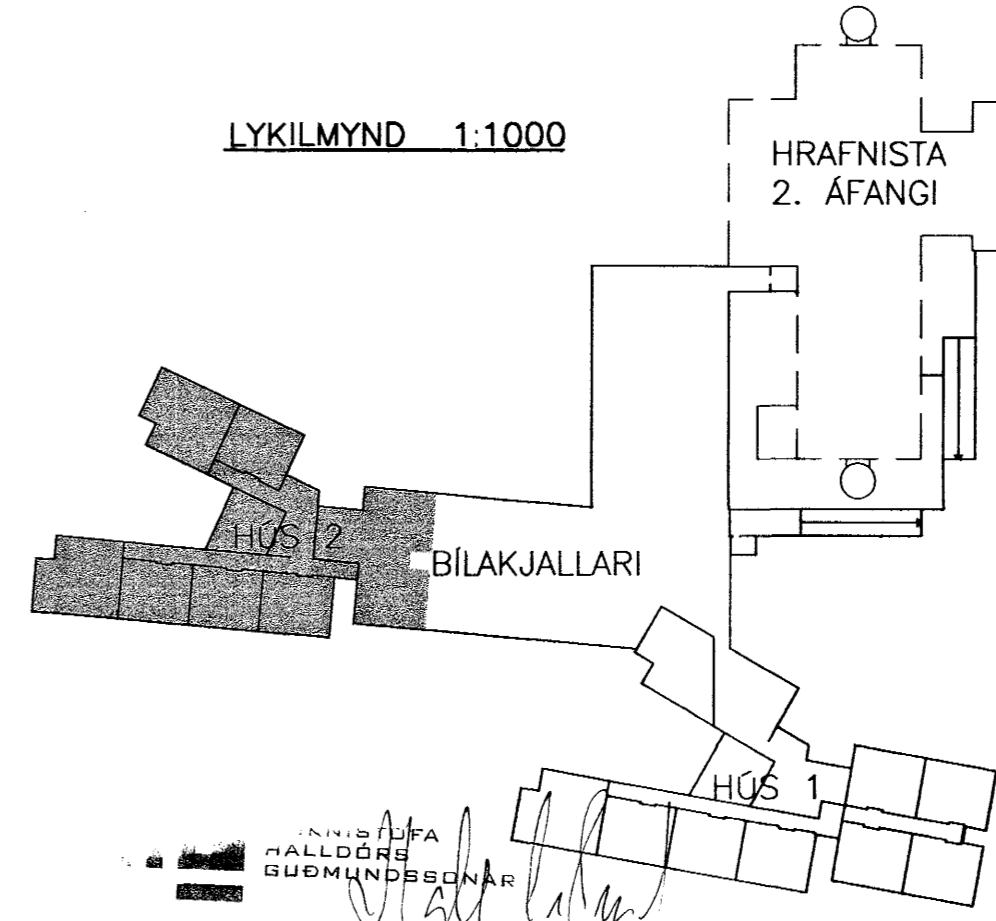 LYKILMYND 1:1000
HRAFNISTA
2. ÁFANGI
HÚS 2
BÍLAKJALLARI
HÚS 1
HALLDÓRS
GUÐMUNDSSONAR